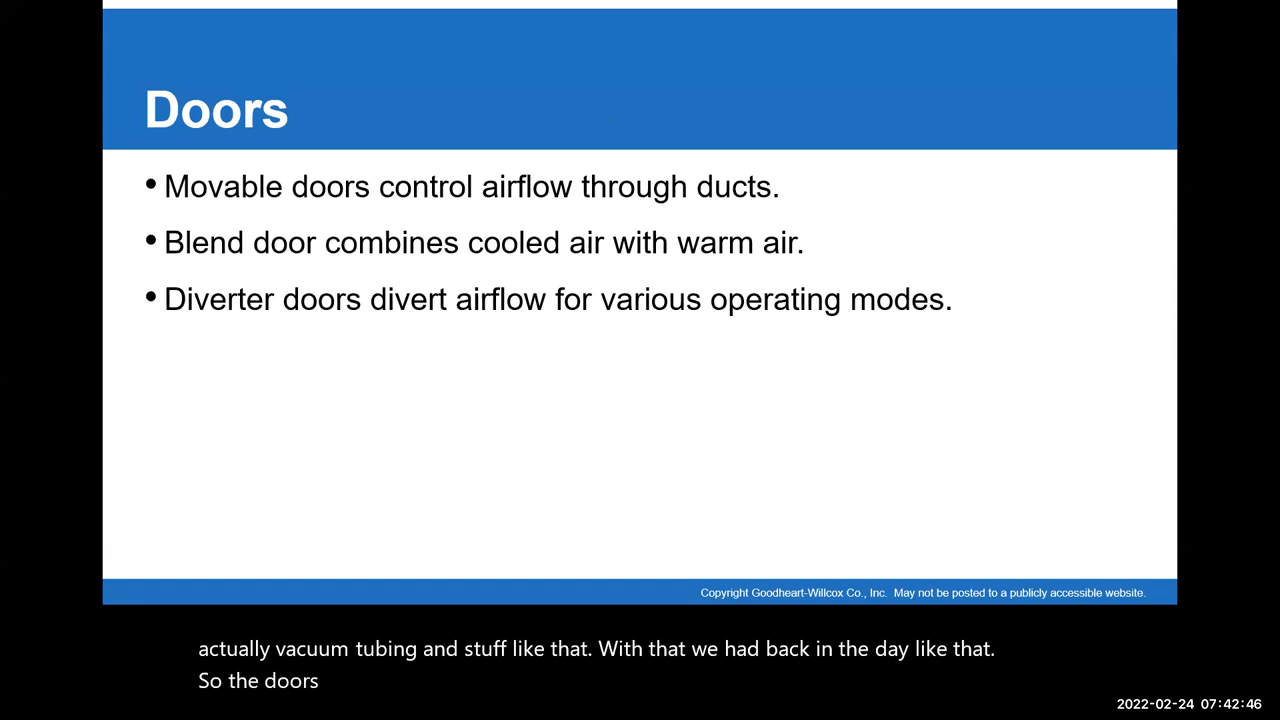 Doors
• Movable doors control airflow through ducts.
• Blend door combines cooled air with warm air.
• Diverter doors divert airflow for various operating modes.
Copyright Goodheart-Willcox Co., Inc. May not be posted to a publicly accessible website.
actually vacuum tubing and stuff like that. With that we had back in the day like that.
So the doors
2022-02-24 07:42:46